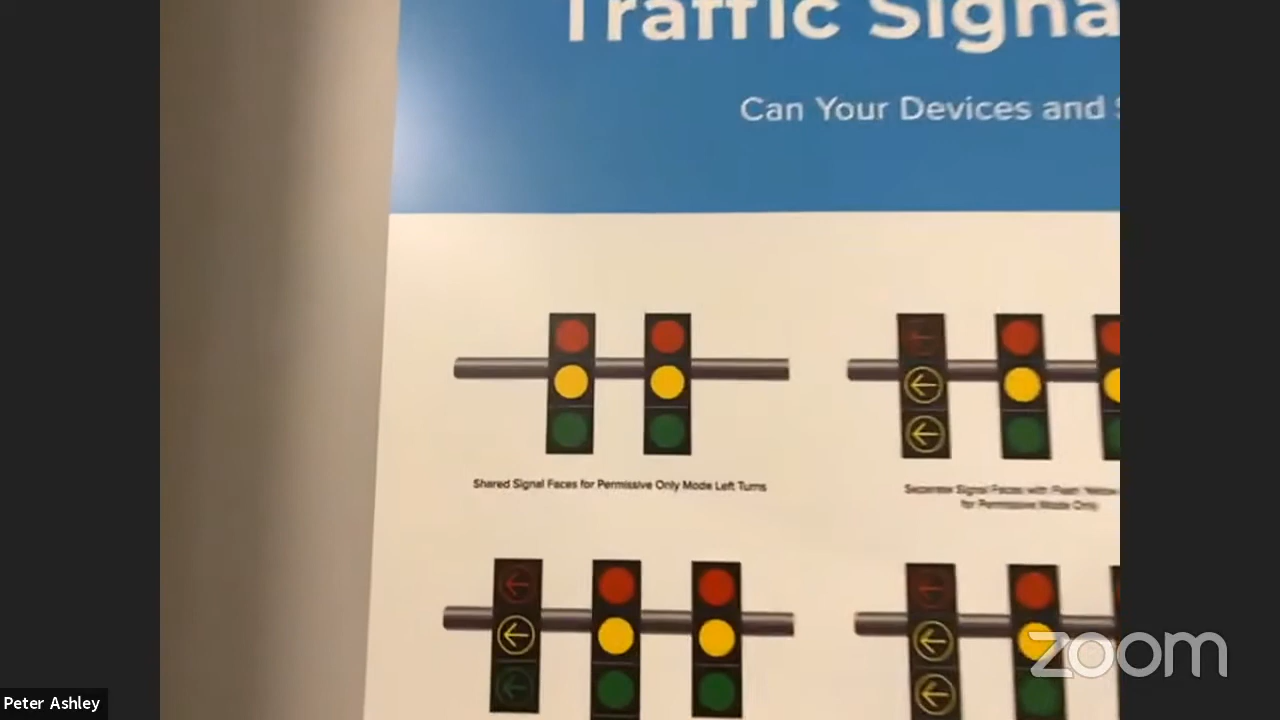 Traffic Signa
Can Your Devices and S
Shared Signal Faces for Permissive Only Mode Left Turns
Separate Signal Faces with Flash Yellow
for Permissive Mode Only
zoom
Peter Ashley